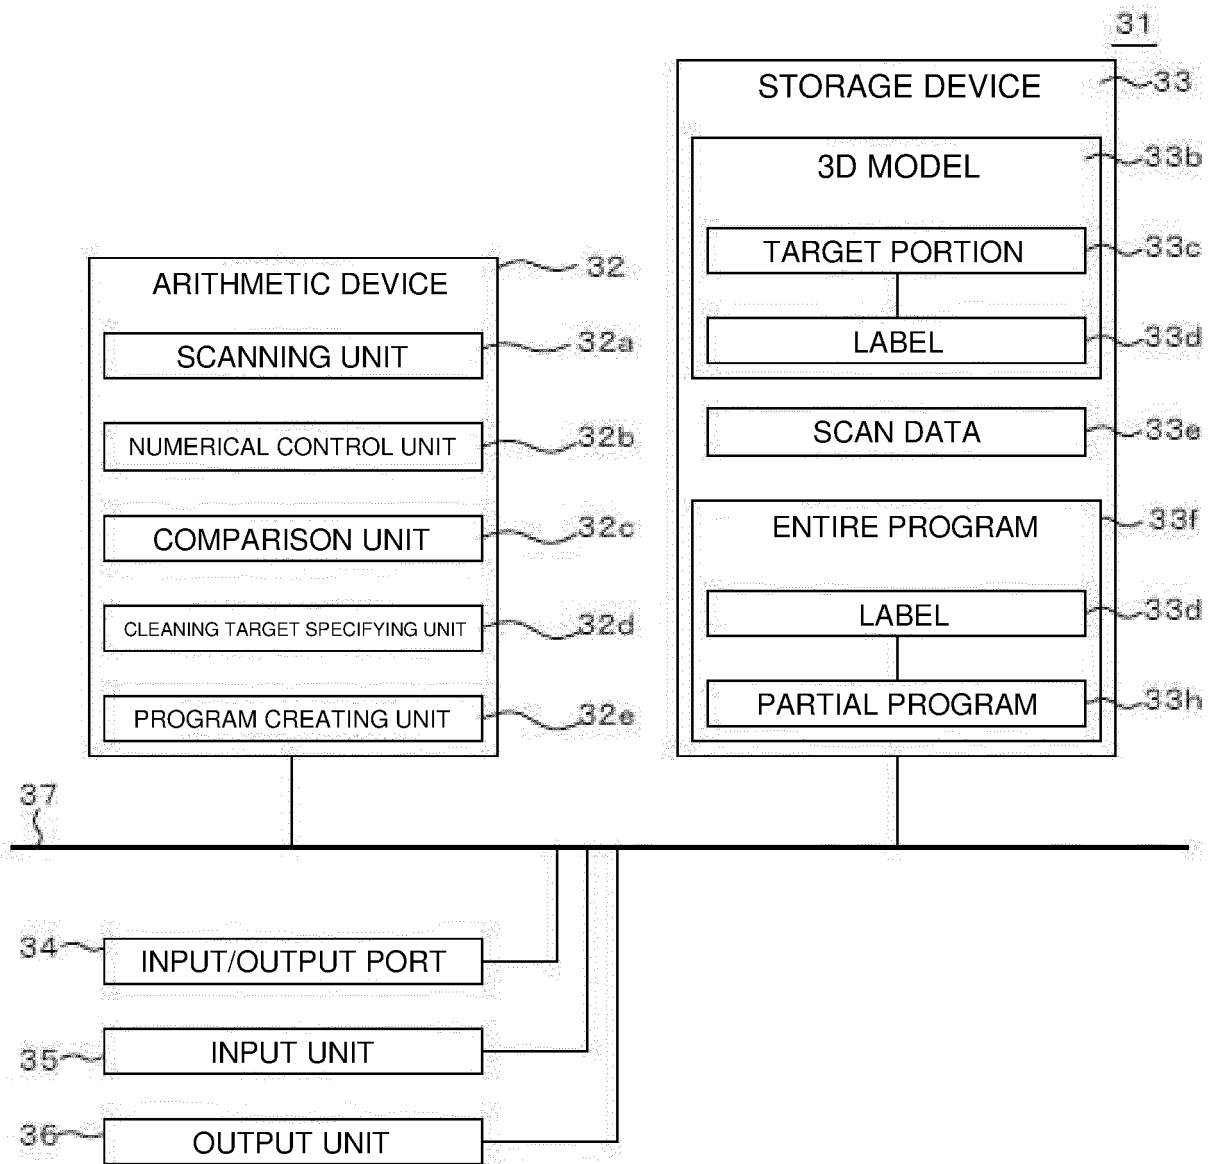 31
STORAGE DEVICE 33
3D MODEL 33b
TARGET PORTION 33c
LABEL 33d
SCAN DATA 33e
ENTIRE PROGRAM 33f
LABEL 33d
PARTIAL PROGRAM 33h
ARITHMETIC DEVICE 32
SCANNING UNIT 32a
NUMERICAL CONTROL UNIT 32b
COMPARISON UNIT 32c
CLEANING TARGET SPECIFYING UNIT 32d
PROGRAM CREATING UNIT 32e
37
34 INPUT/OUTPUT PORT
35 INPUT UNIT
36 OUTPUT UNIT